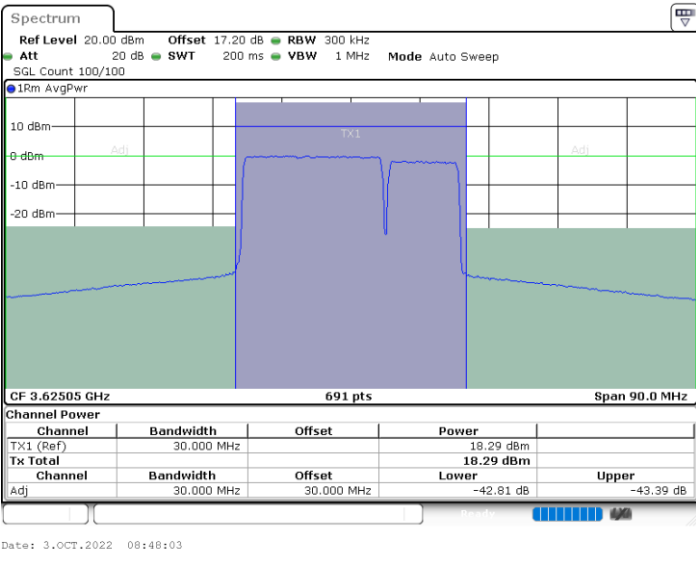 Spectrum
Ref Level 20.00 dBm Offset 17.20 dB RBW 300 kHz
Att 20 dB SWT 200 ms VBW 1 MHz Mode Auto Sweep
SGL Count 100/100
1Rm AvgPwr
10 dBm
TX1
Adj Adj
0 dBm
-10 dBm
-20 dBm
CF 3.62505 GHz 691 pts Span 90.0 MHz
Channel Power
Channel Bandwidth Offset Power
TX1 (Ref) 30.000 MHz 18.29 dBm
Tx Total 18.29 dBm
Channel Bandwidth Offset Lower Upper
Adj 30.000 MHz 30.000 MHz -42.81 dB -43.39 dB
Ready
Date: 3.OCT.2022 08:48:03